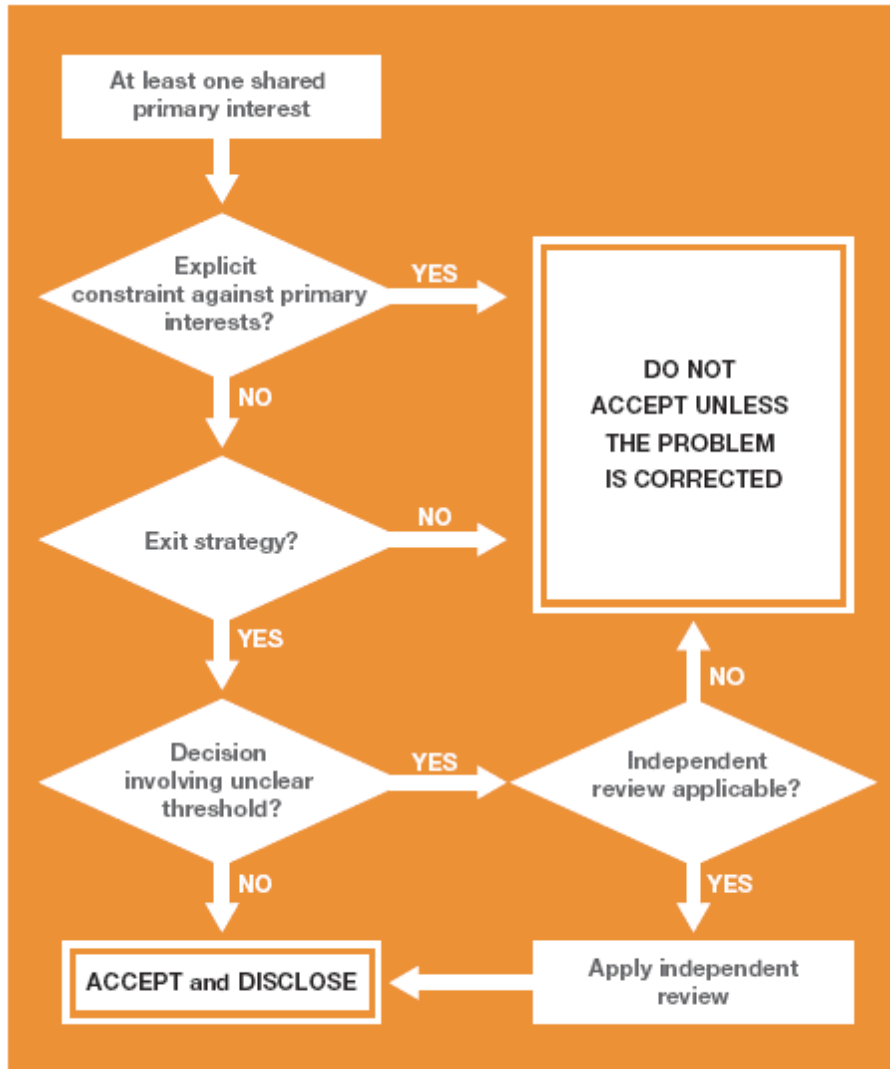 At least one shared
primary interest
Explicit
constraint against primary
interests?
YES
NO
DO NOT
ACCEPT UNLESS
THE PROBLEM
IS CORRECTED
Exit strategy?
NO
YES
Decision
involving unclear
threshold?
YES
NO
Independent
review applicable?
NO
YES
Apply independent
review
ACCEPT and DISCLOSE